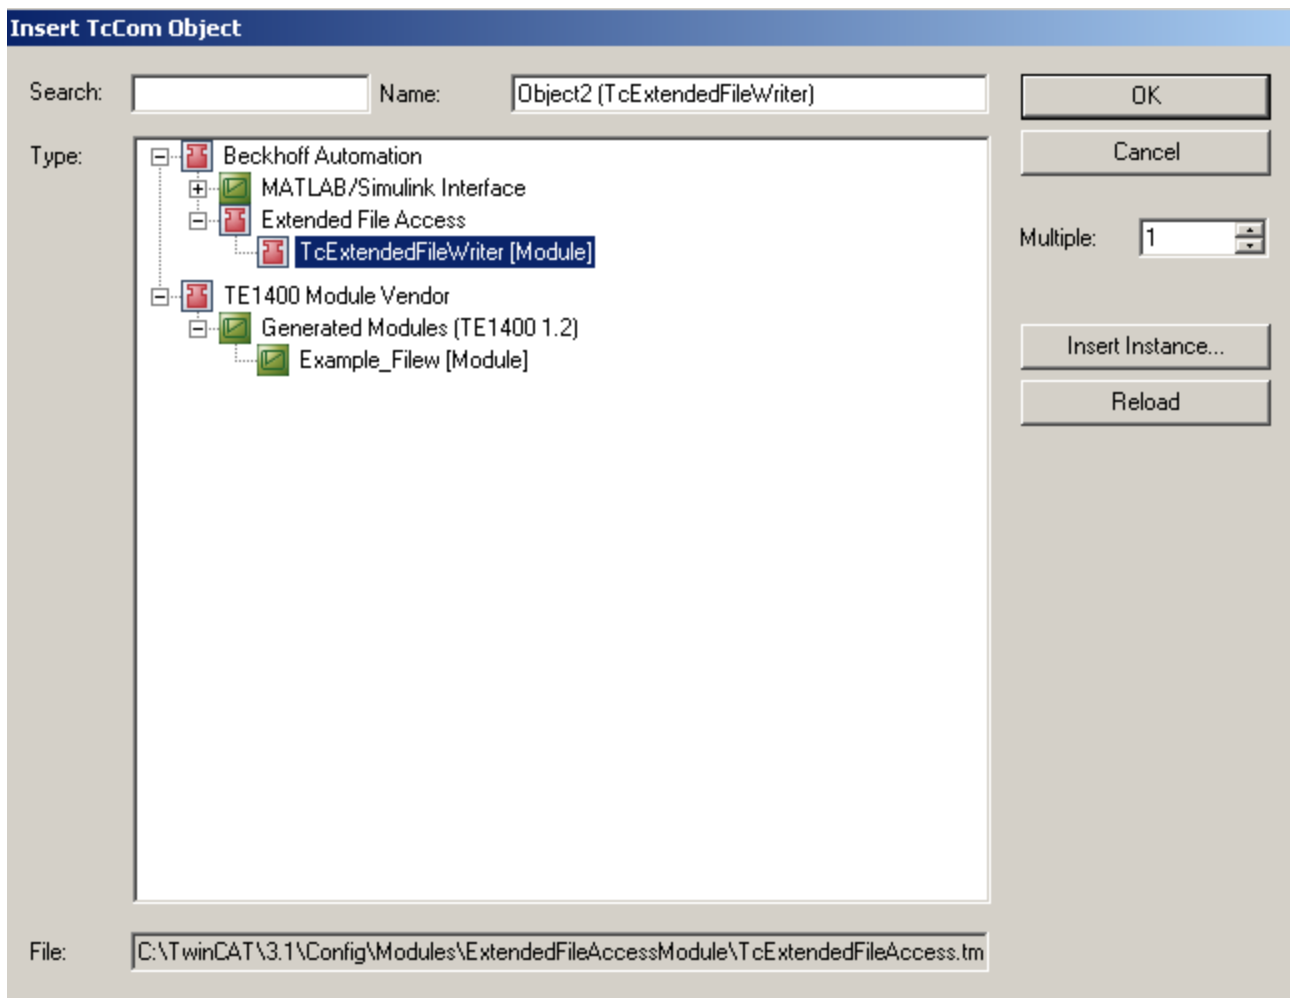 Insert TcCom Object
Search: Name: Object2 (TcExtendedFileWriter) OK
Type: Beckhoff Automation Cancel
MATLAB/Simulink Interface
Extended File Access
TcExtendedFileWriter [Module] Multiple: 1
TE1400 Module Vendor
Generated Modules (TE1400 1.2)
Example_Filew [Module] Insert Instance...
Reload
File: C:\TwinCAT\3.1\Config\Modules\ExtendedFileAccessModule\TcExtendedFileAccess.tm